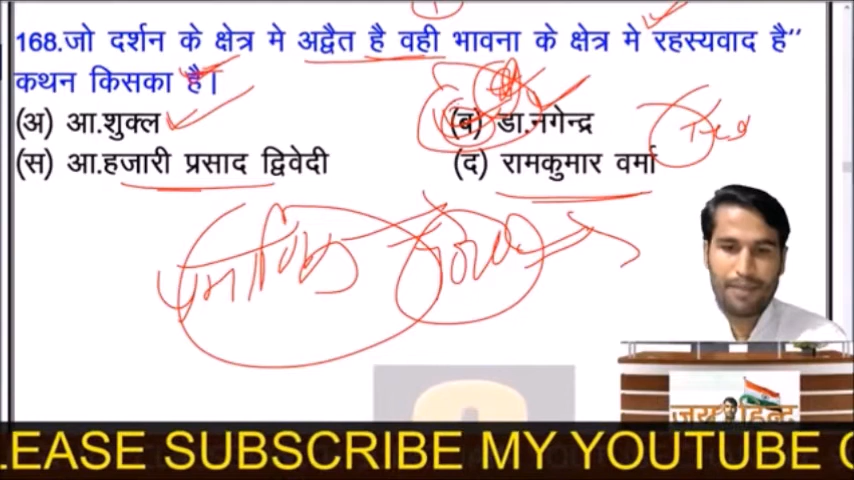 168.जो दर्शन के क्षेत्र मे अद्वैत है वही भावना के क्षेत्र मे रहस्यवाद है''
कथन किसका है।
(अ) आ.शुक्ल (ब) डा.नगेन्द्र
(स) आ.हजारी प्रसाद द्विवेदी (द) रामकुमार वर्मा
जय हिन्द
LEASE SUBSCRIBE MY YOUTUBE C